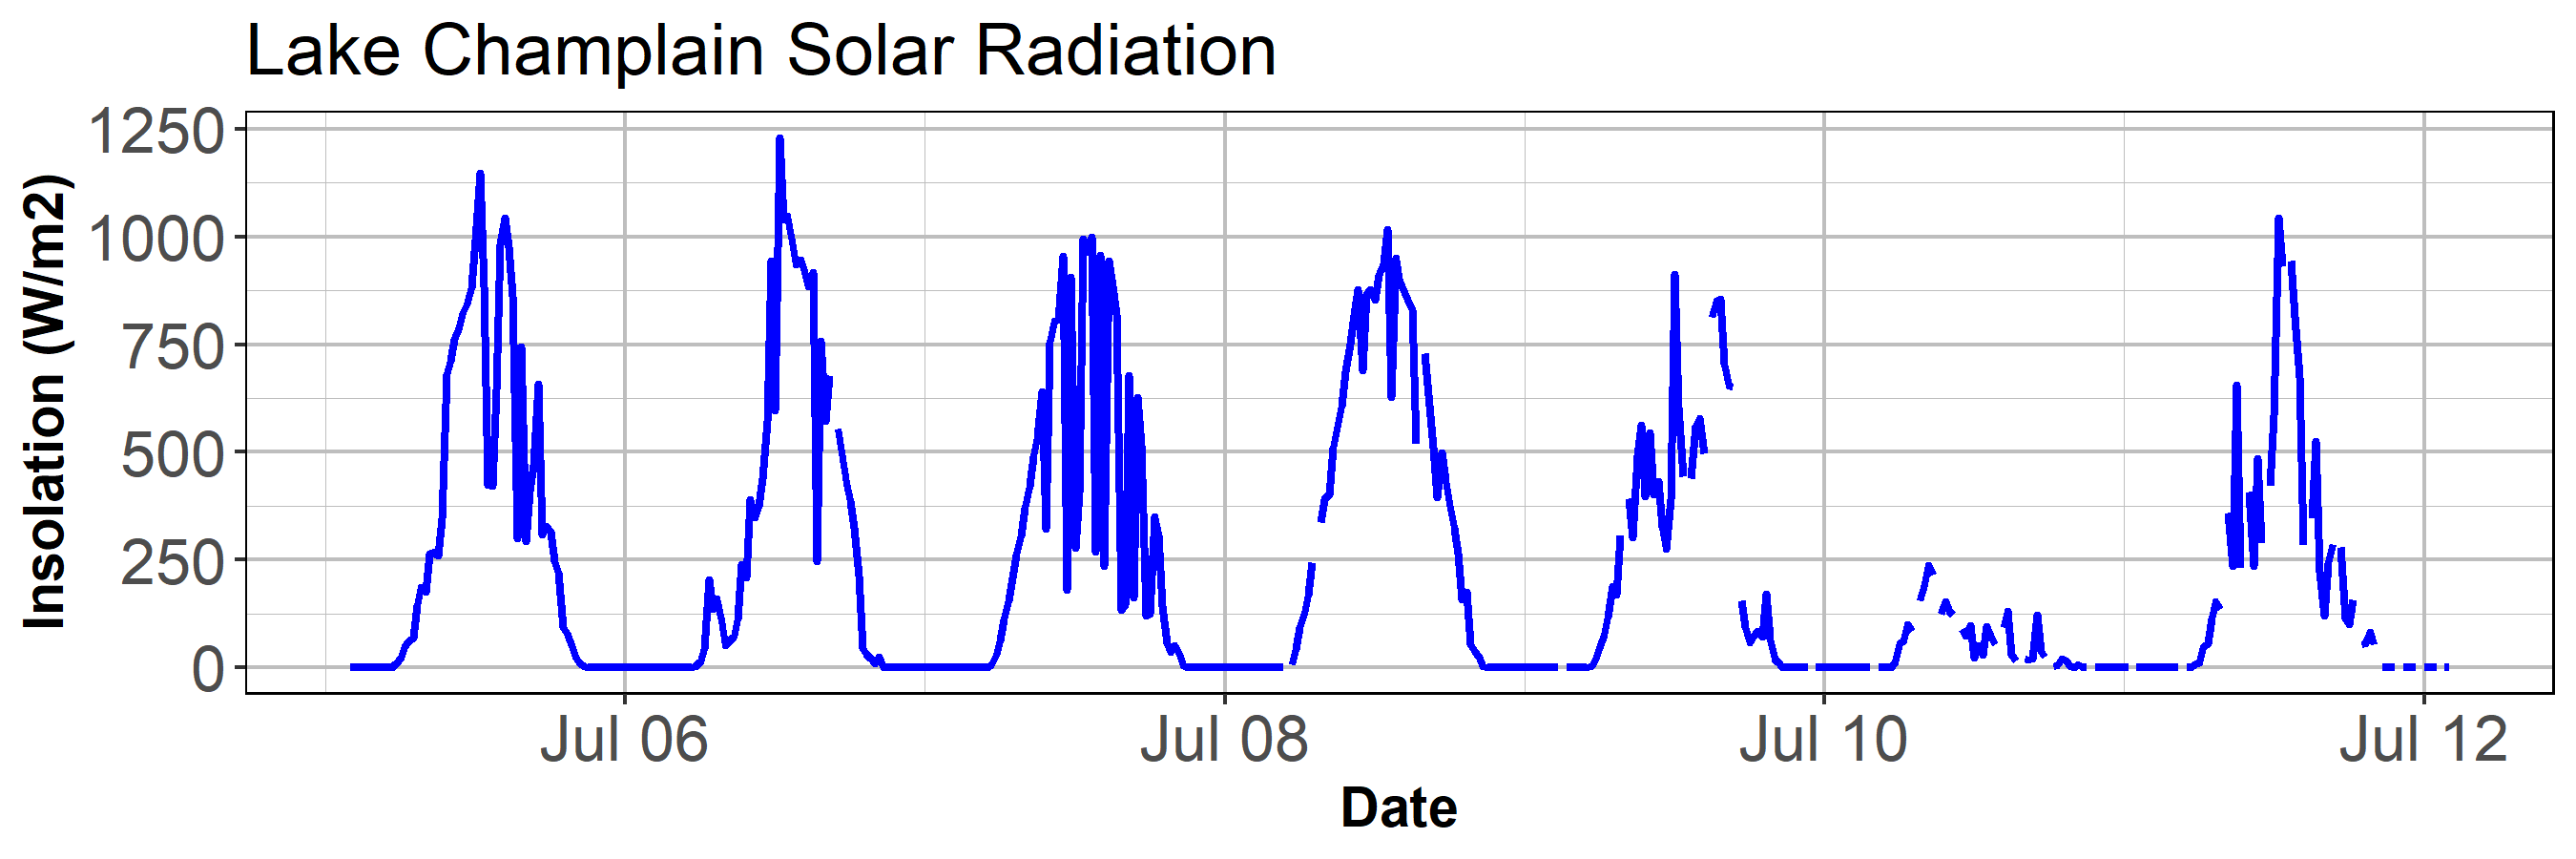 Lake Champlain Solar Radiation
Insolation (W/m2)
1250
1000
750
500
250
0
Jul 06
Jul 08
Jul 10
Jul 12
Date